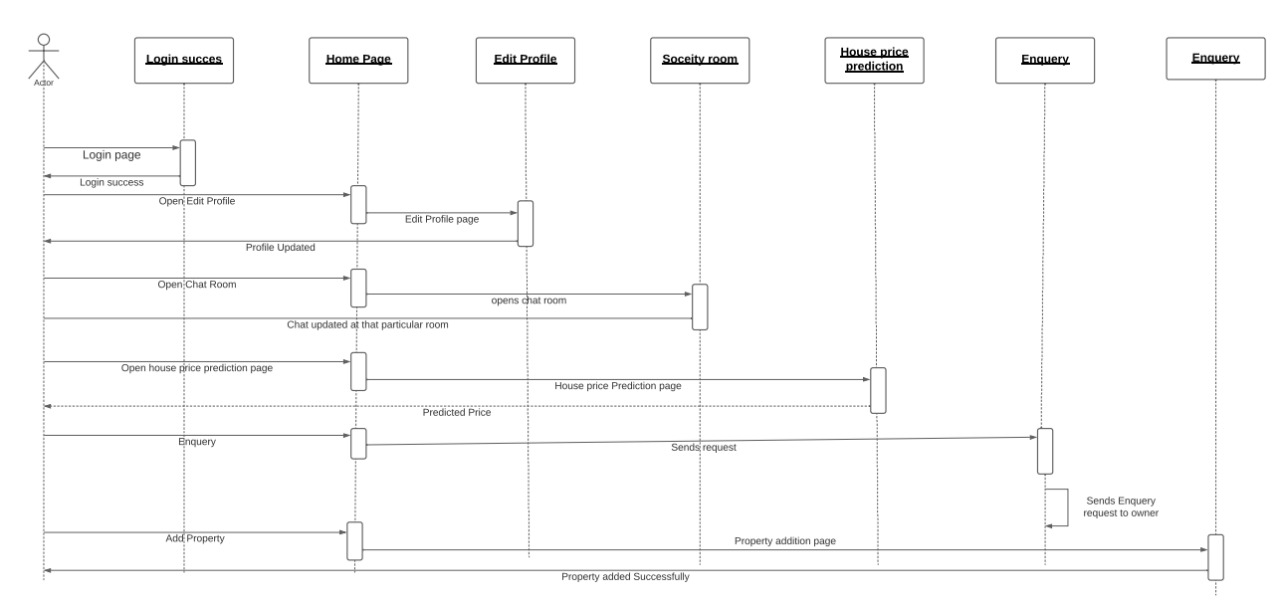 Actor
Login succes
Home Page
Edit Profile
Soceity room
House price
prediction
Enquery
Enquery
Login page
Login success
Open Edit Profile
Edit Profile page
Profile Updated
Open Chat Room
opens chat room
Chat updated at that particular room
Open house price prediction page
House price Prediction page
Predicted Price
Enquery
Sends request
Sends Enquery
request to owner
Add Property
Property addition page
Property added Successfully